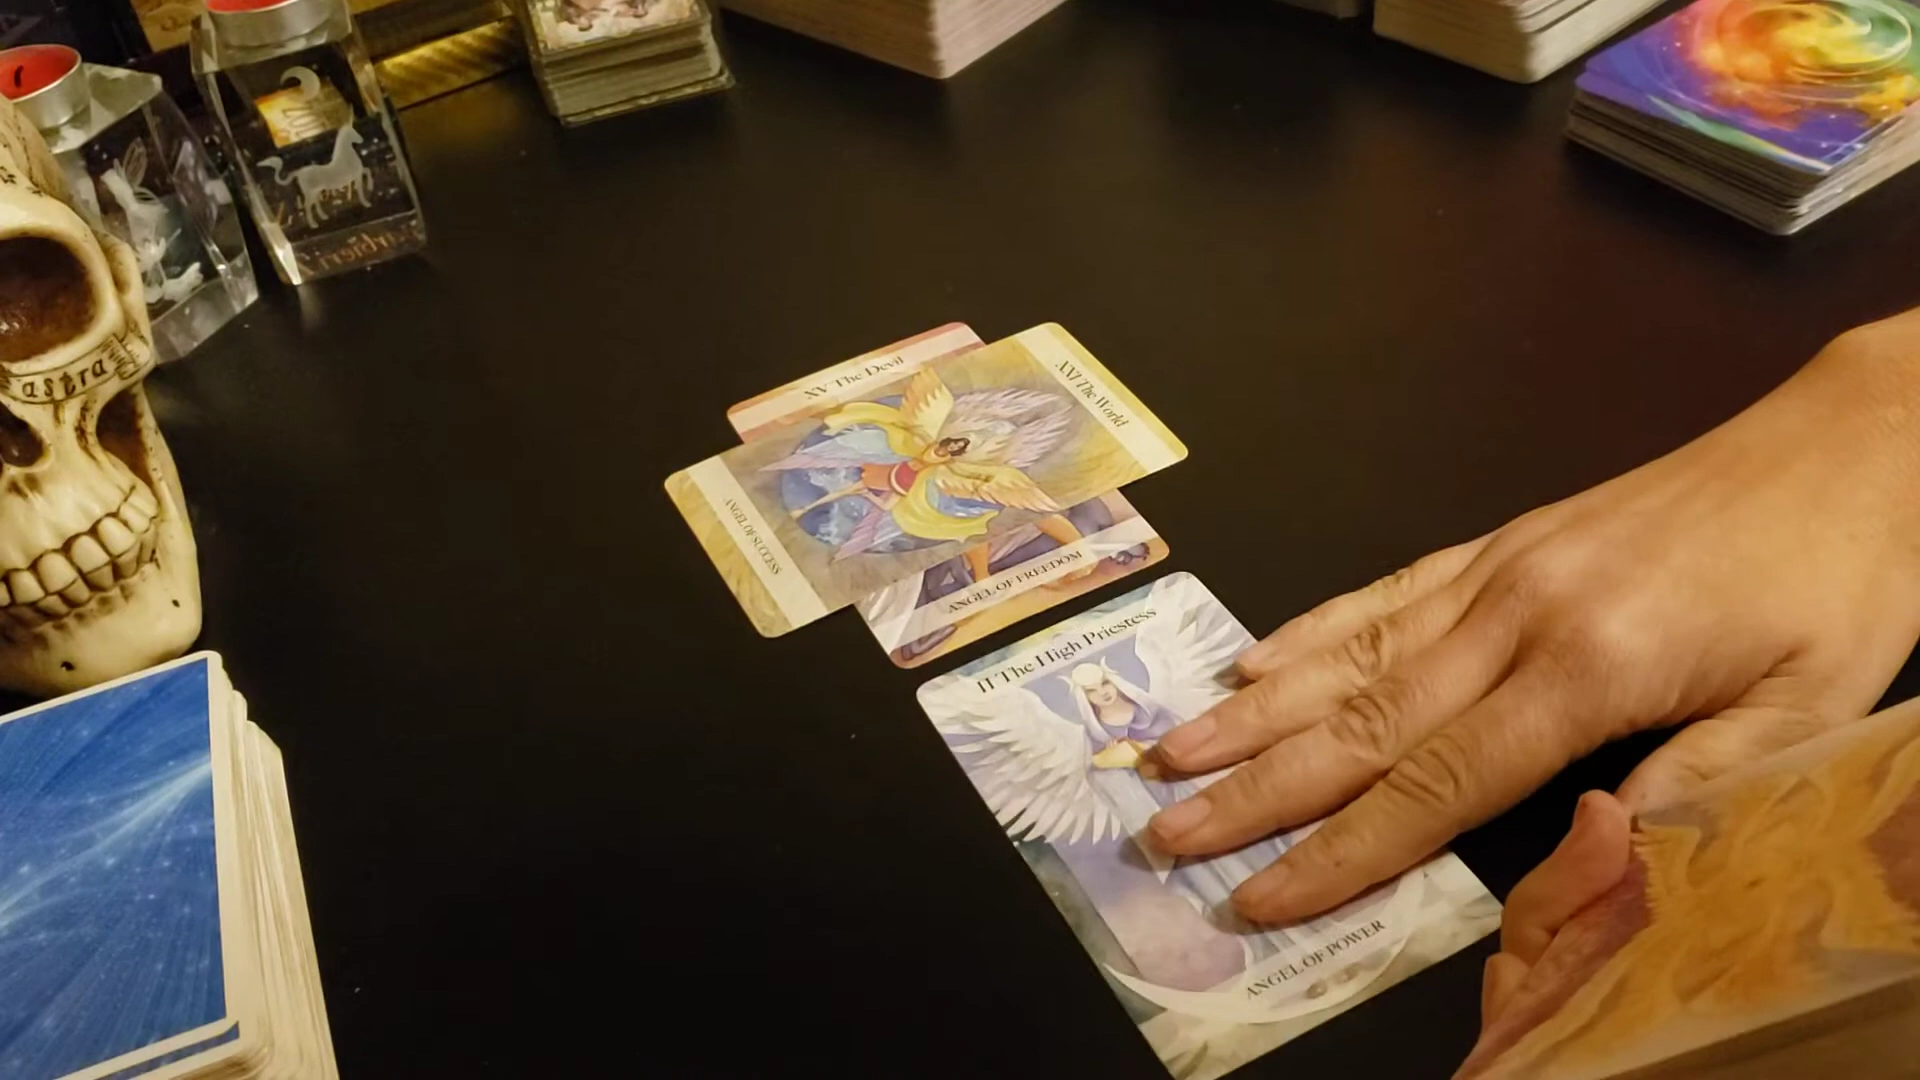 astra
XV The Devil
XXI The World
ANGEL OF SUCCESS
ANGEL OF FREEDOM
II The High Priestess
ANGEL OF POWER